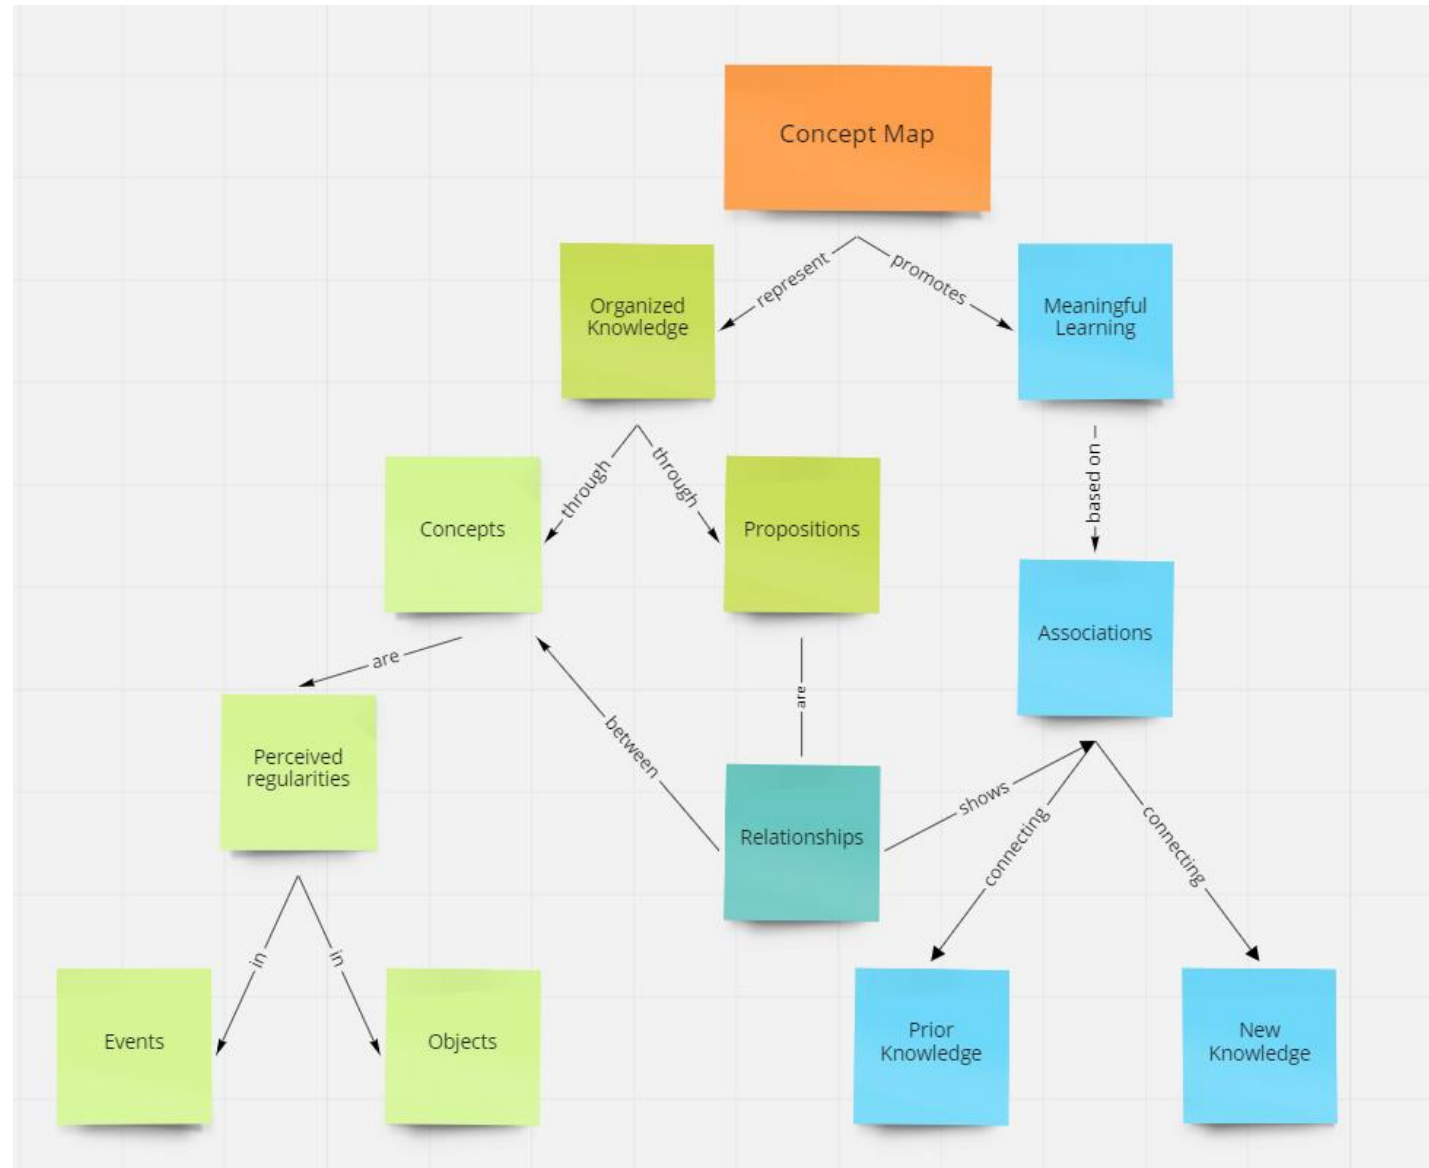 Concept Map
represent
promotes
Organized
Knowledge
Meaningful
Learning
through
through
based on
Concepts
Propositions
Associations
are
are
between
Perceived
regularities
Relationships
shows
connecting
connecting
in
in
Events
Objects
Prior
Knowledge
New
Knowledge